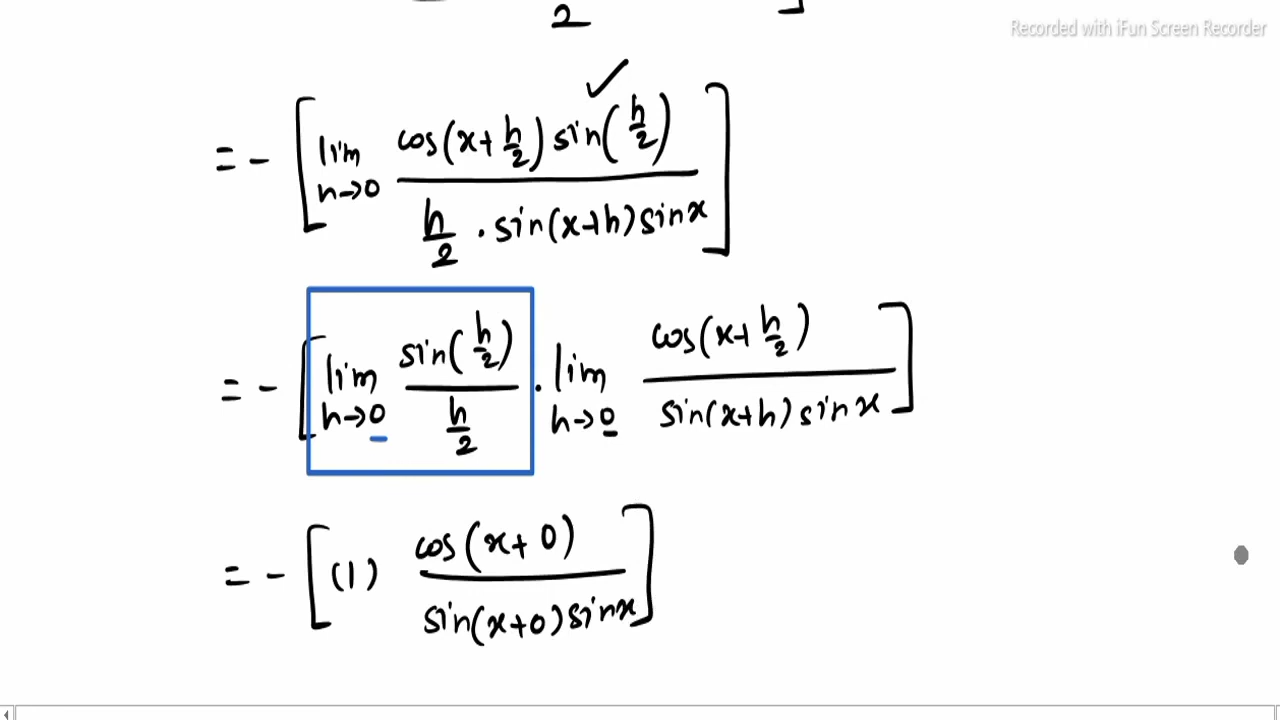 2 ]
Recorded with iFun Screen Recorder
= - [ lim h→0 cos(x+h/2) sin(h/2) / h/2 · sin(x+h) sin x ] ✓
= - [ lim h→0 sin(h/2) / h/2 · lim h→0 cos(x+h/2) / sin(x+h) sin x ]
= - [ (1) cos(x+0) / sin(x+0) sin x ]